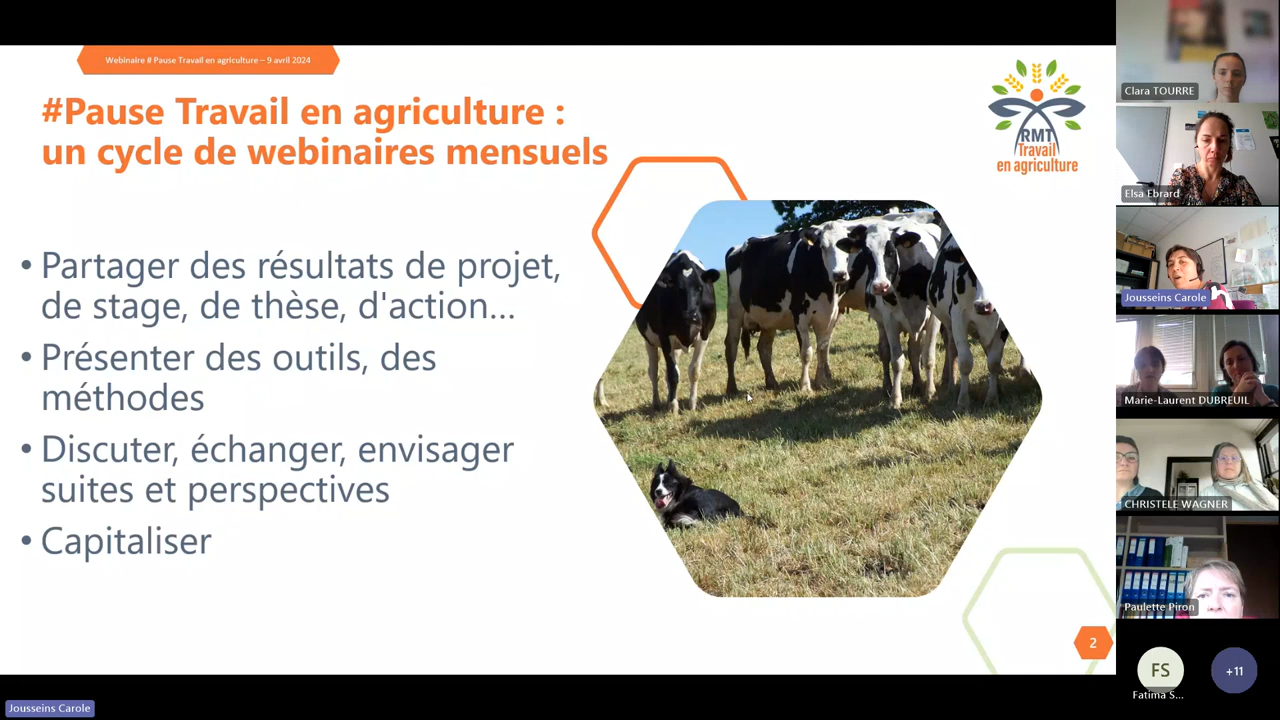 Webinaire # Pause Travail en agriculture – 9 avril 2024
#Pause Travail en agriculture :
un cycle de webinaires mensuels
RMT
Travail
en agriculture
• Partager des résultats de projet,
de stage, de thèse, d'action...
• Présenter des outils, des
méthodes
• Discuter, échanger, envisager
suites et perspectives
• Capitaliser
2
Clara TOURRE
Elsa Ebrard
Jousseins Carole
Marie-Laurent DUBREUIL
CHRISTELE WAGNER
Paulette Piron
FS
Fatima S...
+11
Jousseins Carole